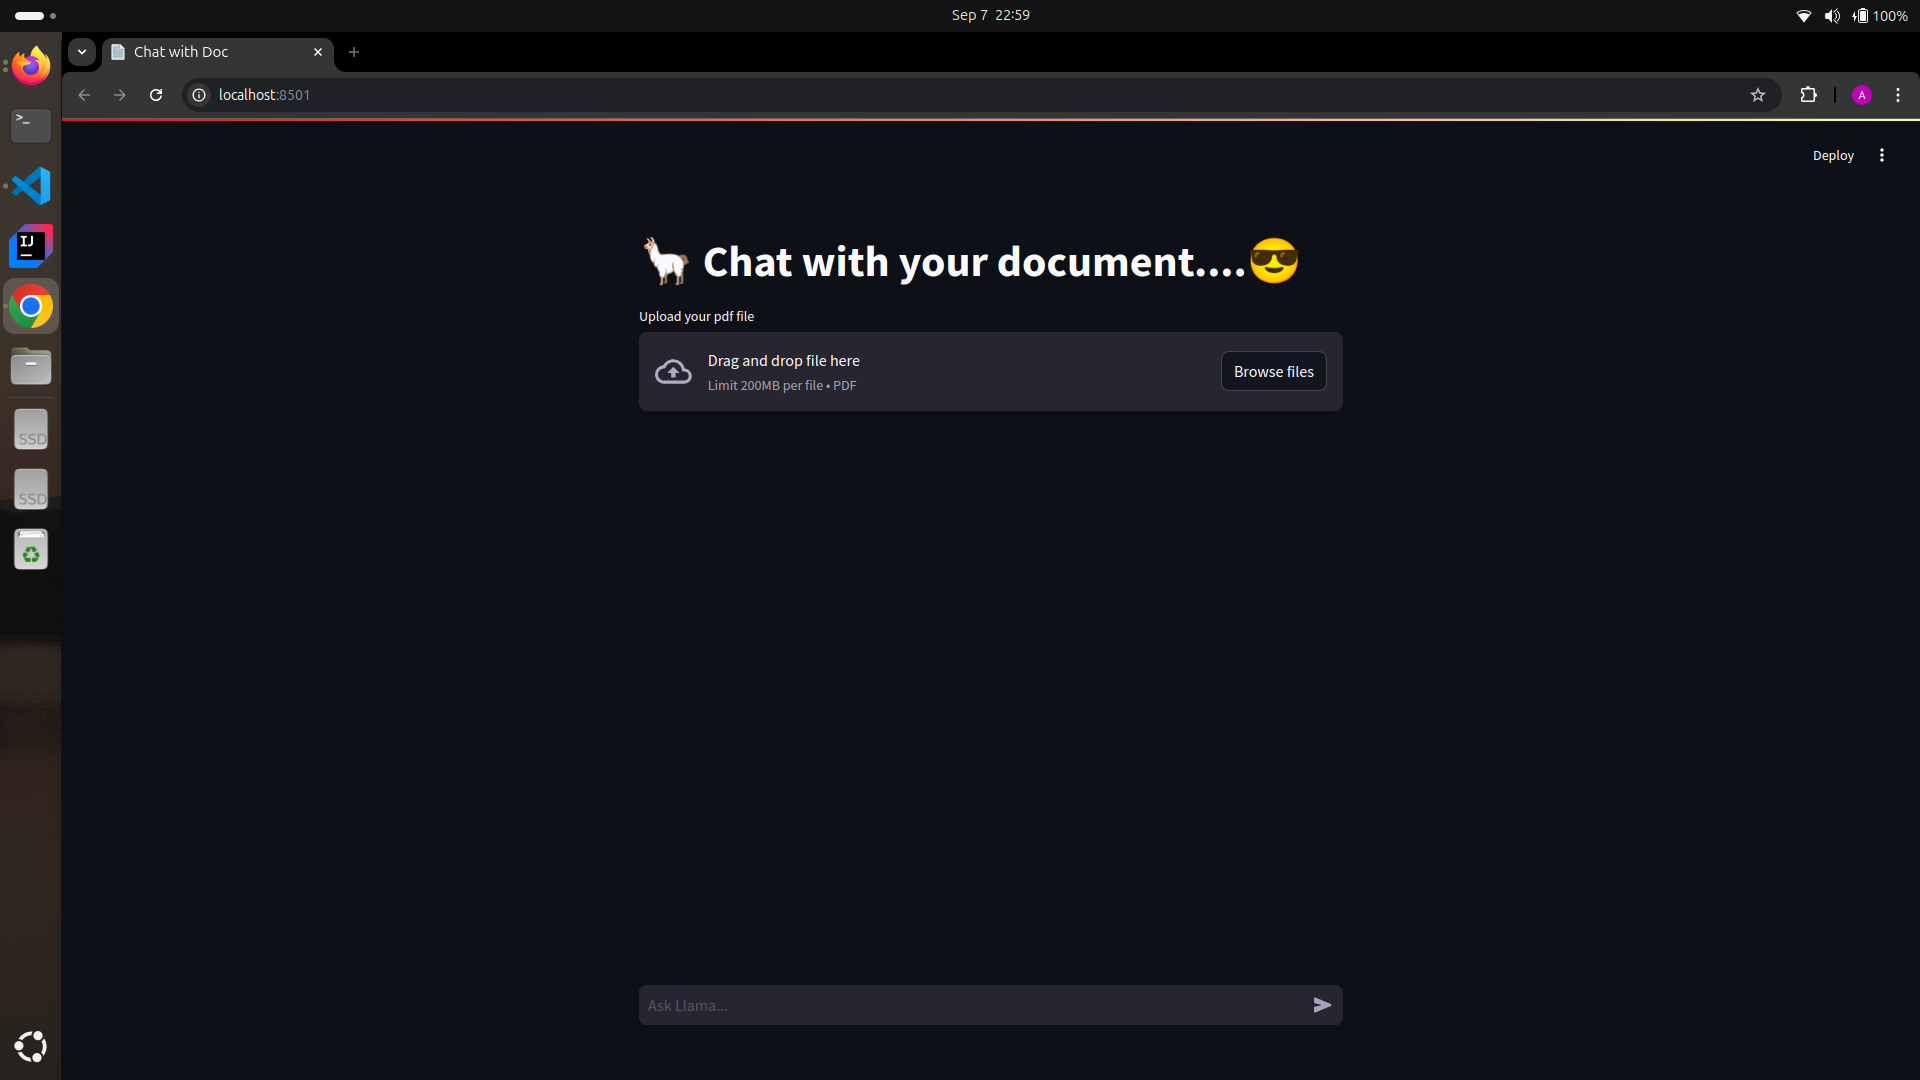 Sep 7 22:59
100%
Chat with Doc
localhost:8501
A
Deploy
🦙 Chat with your document....😎
Upload your pdf file
Drag and drop file here
Limit 200MB per file • PDF
Browse files
>_
IJ
SSD
SSD
Ask Llama...